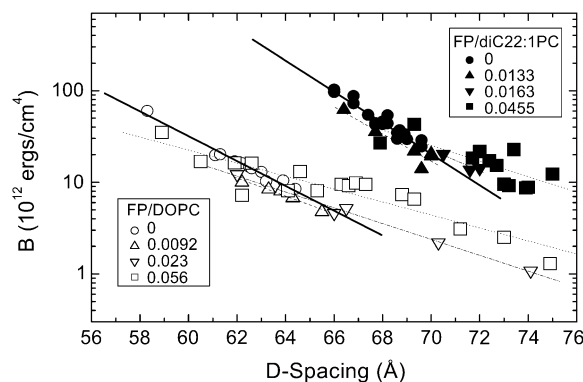 FP/diC22:1PC
0
0.0133
0.0163
0.0455
100
10
1
B (10¹² ergs/cm⁴)
FP/DOPC
0
0.0092
0.023
0.056
56 58 60 62 64 66 68 70 72 74 76
D-Spacing (Å)